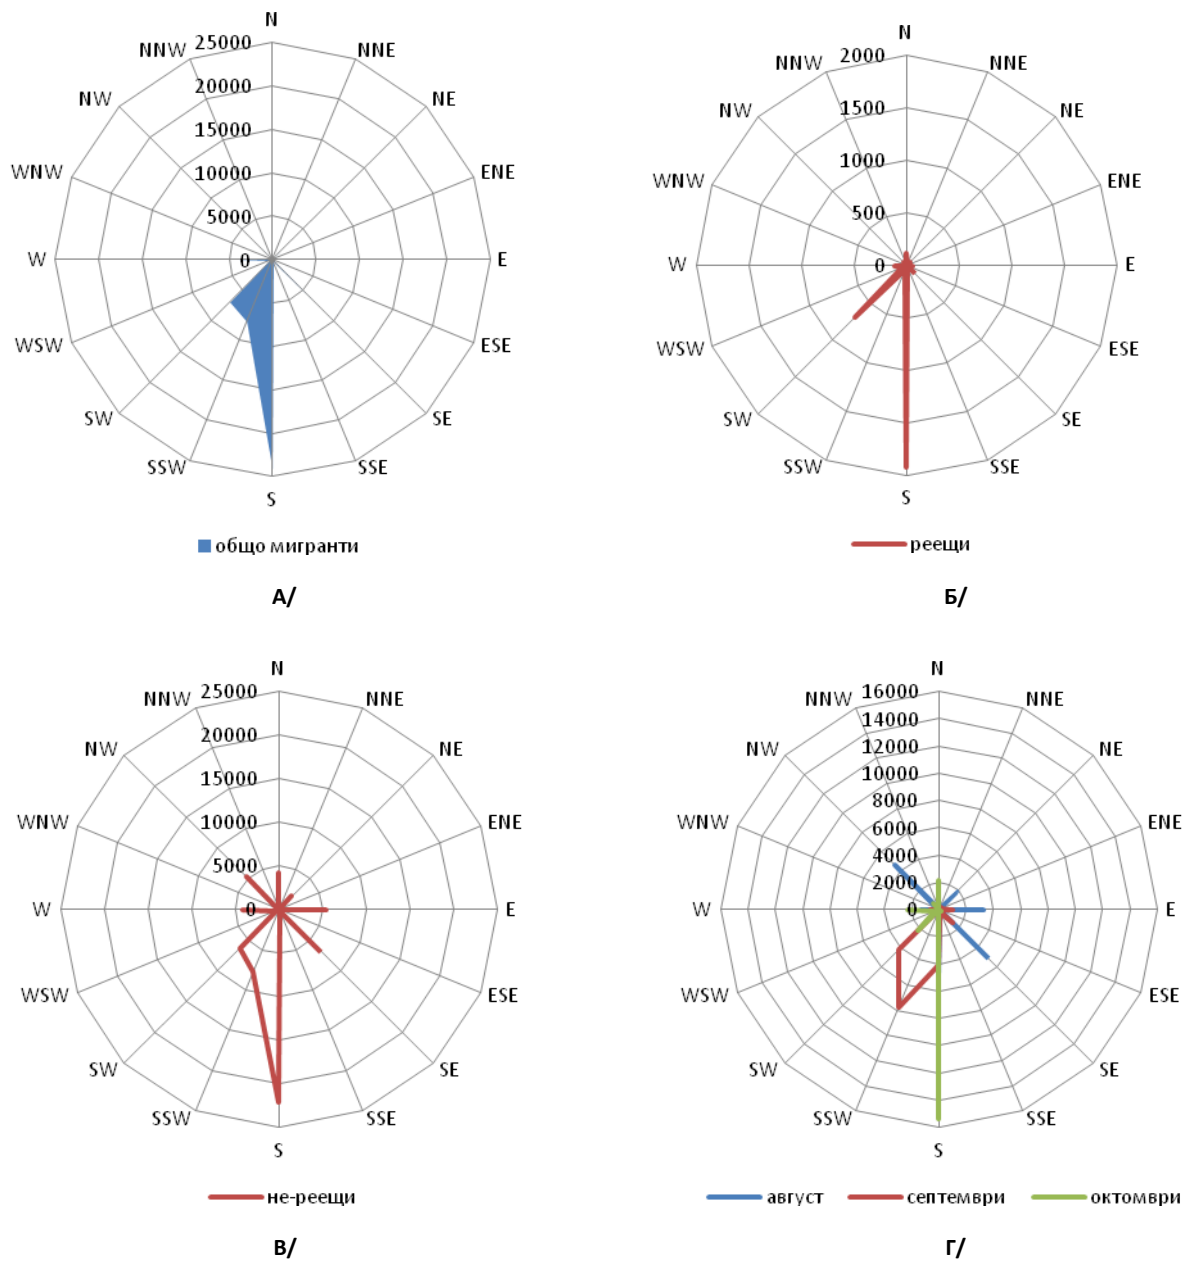 N
NNE
NE
ENE
E
ESE
SE
SSE
S
SSW
SW
WSW
W
WNW
NW
NNW
25000
20000
15000
10000
5000
0
общо мигранти
А/
N
NNE
NE
ENE
E
ESE
SE
SSE
S
SSW
SW
WSW
W
WNW
NW
NNW
2000
1500
1000
500
0
реещи
Б/
N
NNE
NE
ENE
E
ESE
SE
SSE
S
SSW
SW
WSW
W
WNW
NW
NNW
25000
20000
15000
10000
5000
0
не-реещи
В/
N
NNE
NE
ENE
E
ESE
SE
SSE
S
SSW
SW
WSW
W
WNW
NW
NNW
16000
14000
12000
10000
8000
6000
4000
2000
0
август
септември
октомври
Г/